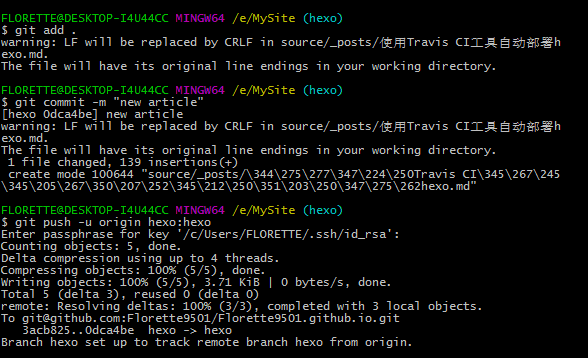 FLORETTE@DESKTOP-I4U44CC MINGW64 /e/MySite (hexo)
$ git add .
warning: LF will be replaced by CRLF in source/_posts/使用Travis CI工具自动部署h
exo.md.
The file will have its original line endings in your working directory.
FLORETTE@DESKTOP-I4U44CC MINGW64 /e/MySite (hexo)
$ git commit -m "new article"
[hexo 0dca4be] new article
warning: LF will be replaced by CRLF in source/_posts/使用Travis CI工具自动部署h
exo.md.
The file will have its original line endings in your working directory.
 1 file changed, 139 insertions(+)
 create mode 100644 "source/_posts/\344\275\277\347\224\250Travis CI\345\267\245
\345\205\267\350\207\252\345\212\250\351\203\250\347\275\262hexo.md"
FLORETTE@DESKTOP-I4U44CC MINGW64 /e/MySite (hexo)
$ git push -u origin hexo:hexo
Enter passphrase for key '/c/Users/FLORETTE/.ssh/id_rsa':
Counting objects: 5, done.
Delta compression using up to 4 threads.
Compressing objects: 100% (5/5), done.
Writing objects: 100% (5/5), 3.71 KiB | 0 bytes/s, done.
Total 5 (delta 3), reused 0 (delta 0)
remote: Resolving deltas: 100% (3/3), completed with 3 local objects.
To git@github.com:Florette9501/Florette9501.github.io.git
   3acb825..0dca4be  hexo -> hexo
Branch hexo set up to track remote branch hexo from origin.